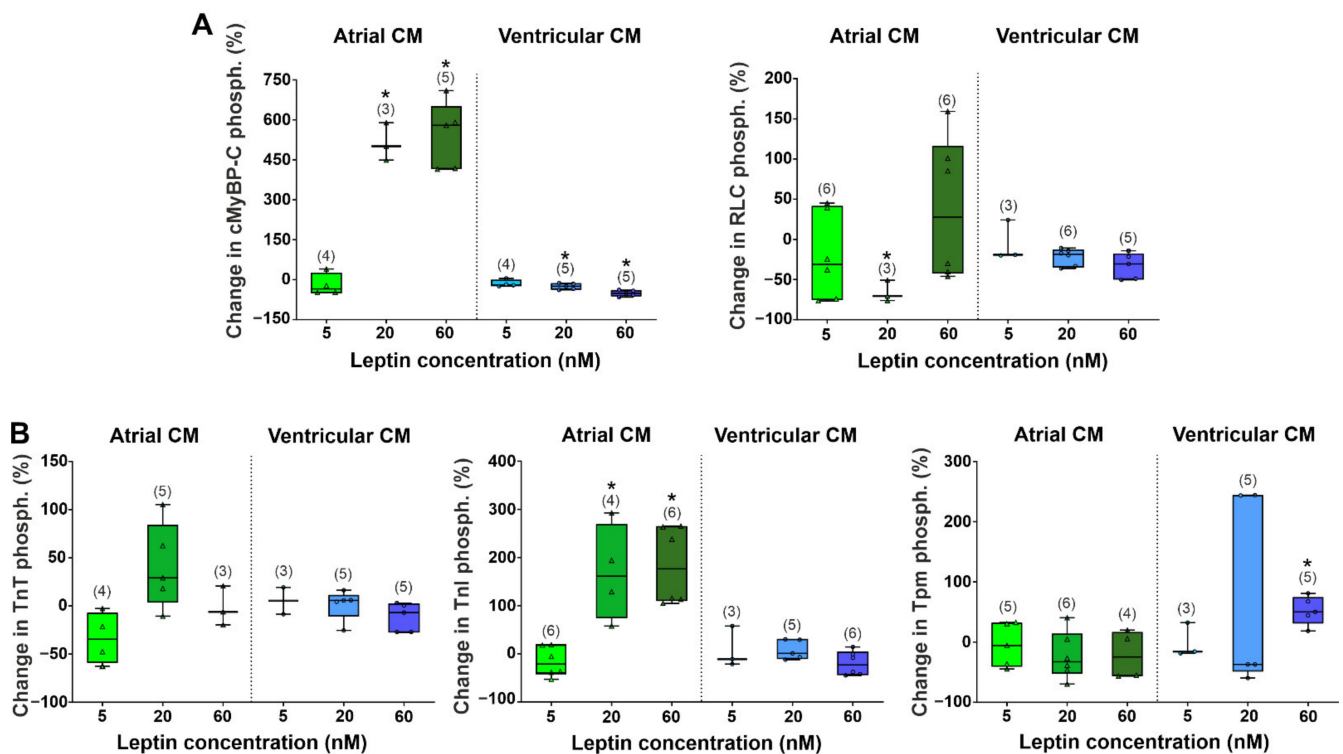 A
Atrial CM
Ventricular CM
Change in cMyBP-C phosph. (%)
750
600
450
300
150
0
−150
(4)
*
(3)
*
(5)
(4)
*
(5)
*
(5)
5 20 60 5 20 60
Leptin concentration (nM)
Atrial CM
Ventricular CM
Change in RLC phosph. (%)
200
150
100
50
0
−50
−100
(6)
*
(3)
(6)
(3)
(6)
(5)
5 20 60 5 20 60
Leptin concentration (nM)
B
Atrial CM
Ventricular CM
Change in TnT phosph. (%)
150
100
50
0
−50
−100
(4)
(5)
(3)
(3)
(5)
(5)
5 20 60 5 20 60
Leptin concentration (nM)
Atrial CM
Ventricular CM
Change in TnI phosph. (%)
400
300
200
100
0
−100
(6)
*
(4)
*
(6)
(3)
(5)
(6)
5 20 60 5 20 60
Leptin concentration (nM)
Atrial CM
Ventricular CM
Change in Tpm phosph. (%)
300
200
100
0
−100
(5)
(6)
(4)
(3)
(5)
*
(5)
5 20 60 5 20 60
Leptin concentration (nM)